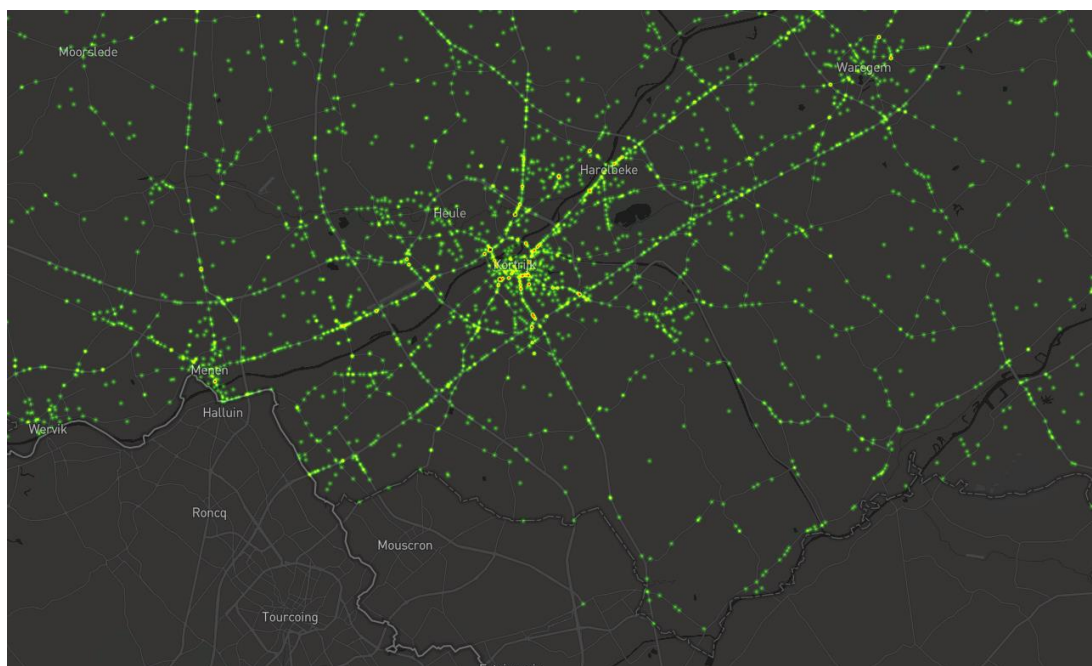 Moorslede
Waregem
Harelbeke
Heule
Kortrijk
Menen
Halluin
Wervik
Roncq
Mouscron
Tourcoing